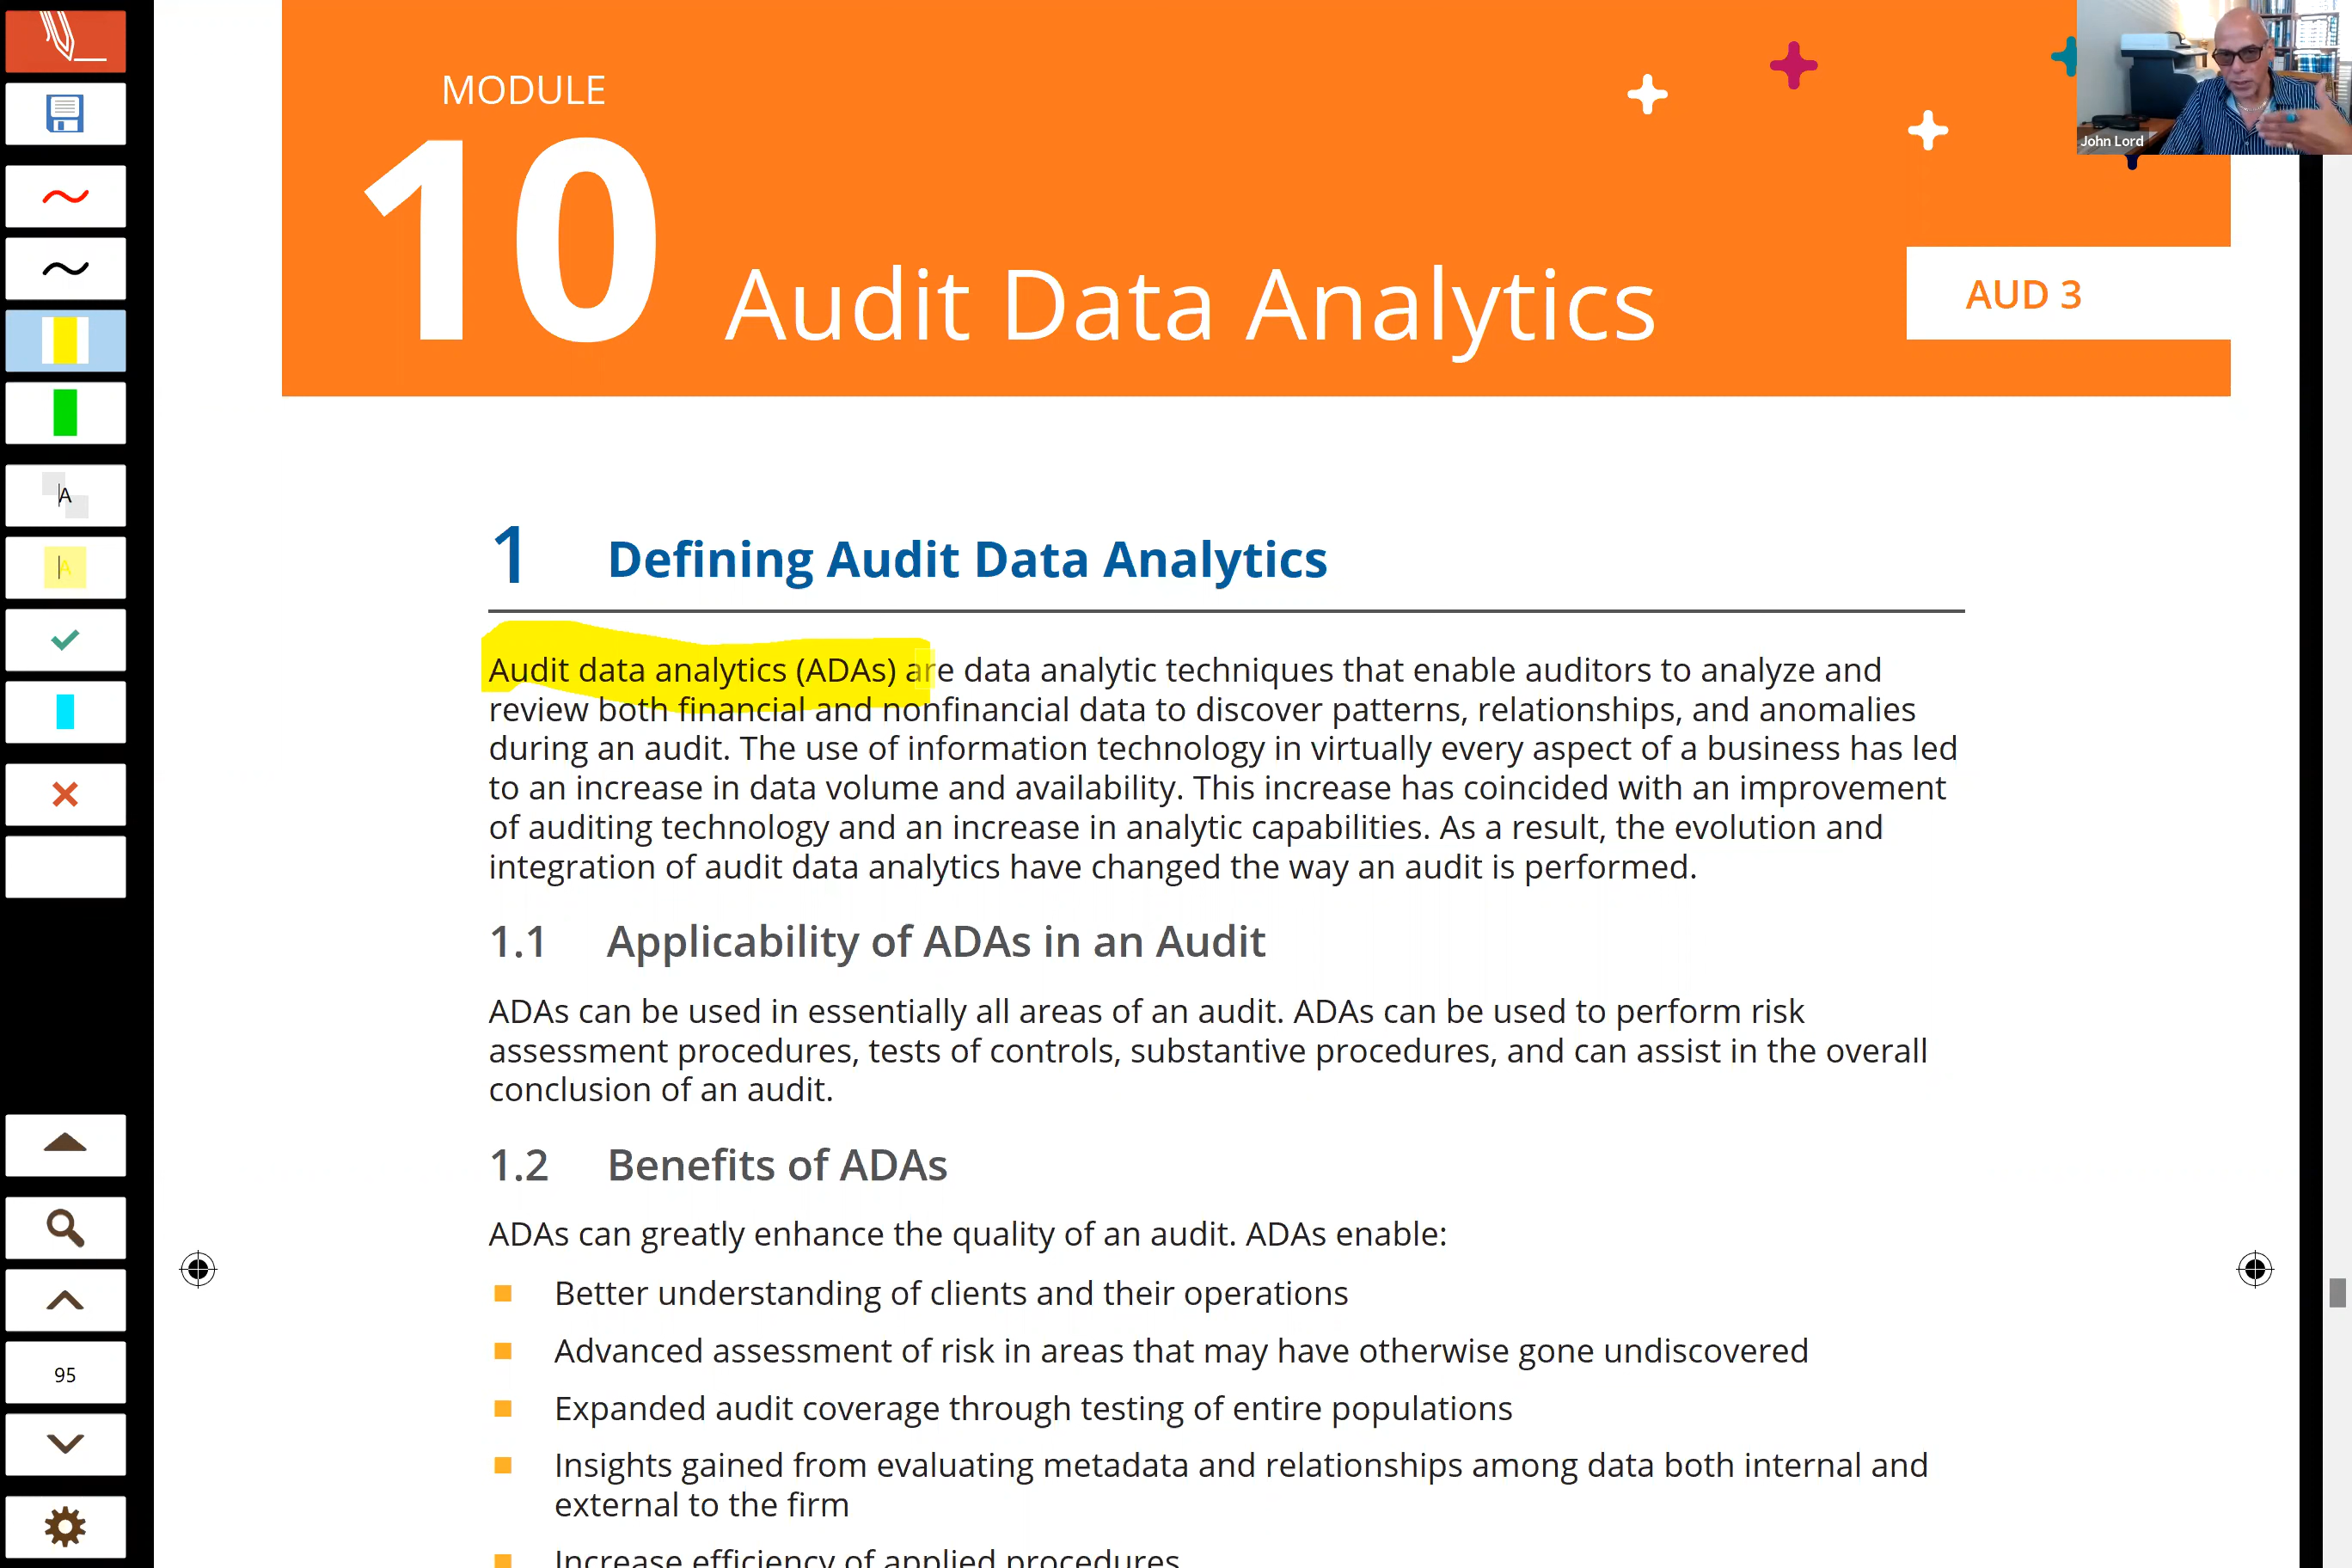 MODULE
10 Audit Data Analytics
AUD 3
John Lord
1 Defining Audit Data Analytics
Audit data analytics (ADAs) are data analytic techniques that enable auditors to analyze and
review both financial and nonfinancial data to discover patterns, relationships, and anomalies
during an audit. The use of information technology in virtually every aspect of a business has led
to an increase in data volume and availability. This increase has coincided with an improvement
of auditing technology and an increase in analytic capabilities. As a result, the evolution and
integration of audit data analytics have changed the way an audit is performed.
1.1 Applicability of ADAs in an Audit
ADAs can be used in essentially all areas of an audit. ADAs can be used to perform risk
assessment procedures, tests of controls, substantive procedures, and can assist in the overall
conclusion of an audit.
1.2 Benefits of ADAs
ADAs can greatly enhance the quality of an audit. ADAs enable:
Better understanding of clients and their operations
Advanced assessment of risk in areas that may have otherwise gone undiscovered
Expanded audit coverage through testing of entire populations
Insights gained from evaluating metadata and relationships among data both internal and
external to the firm
Increase efficiency of applied procedures
A
A
95